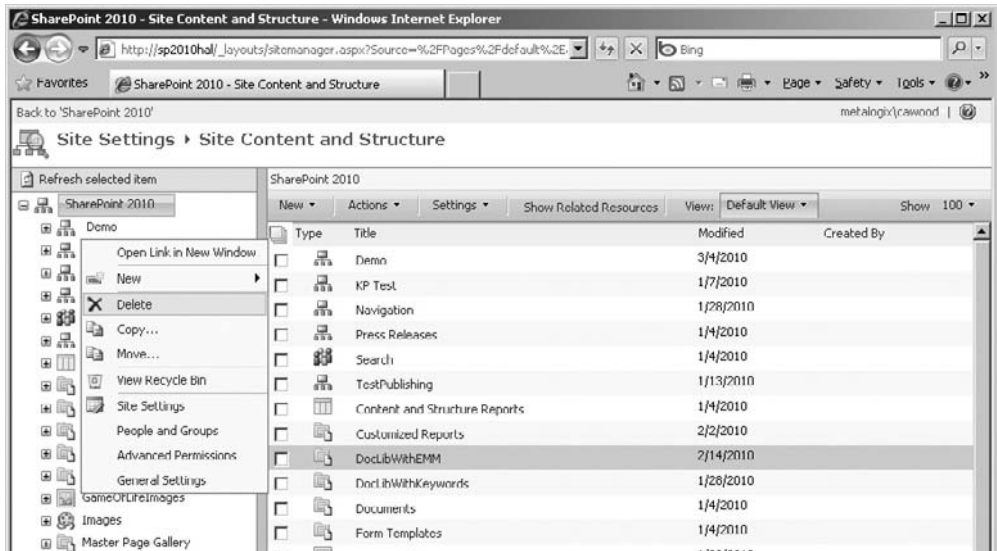 SharePoint 2010 - Site Content and Structure - Windows Internet Explorer
http://sp2010hal/_layouts/sitemanager.aspx?Source=%2FPages%2Fdefault%2E. Bing
Favorites SharePoint 2010 - Site Content and Structure Page Safety Tools »
Back to 'SharePoint 2010' metalogix\cawood |
Site Settings Site Content and Structure
Refresh selected item SharePoint 2010
SharePoint 2010 New Actions Settings Show Related Resources View: Default View Show 100
Demo Type Title Modified Created By
Open Link in New Window Demo 3/4/2010
New KP Test 1/7/2010
Delete Navigation 1/28/2010
Copy... Press Releases 1/4/2010
Move... Search 1/4/2010
View Recycle Bin TestPublishing 1/13/2010
Site Settings Content and Structure Reports 1/4/2010
People and Groups Customized Reports 2/2/2010
Advanced Permissions DocLibWithEMM 2/14/2010
General Settings DocLibWithKeywords 1/28/2010
GameOfLifeImages Documents 1/4/2010
Images Form Templates 1/4/2010
Master Page Gallery